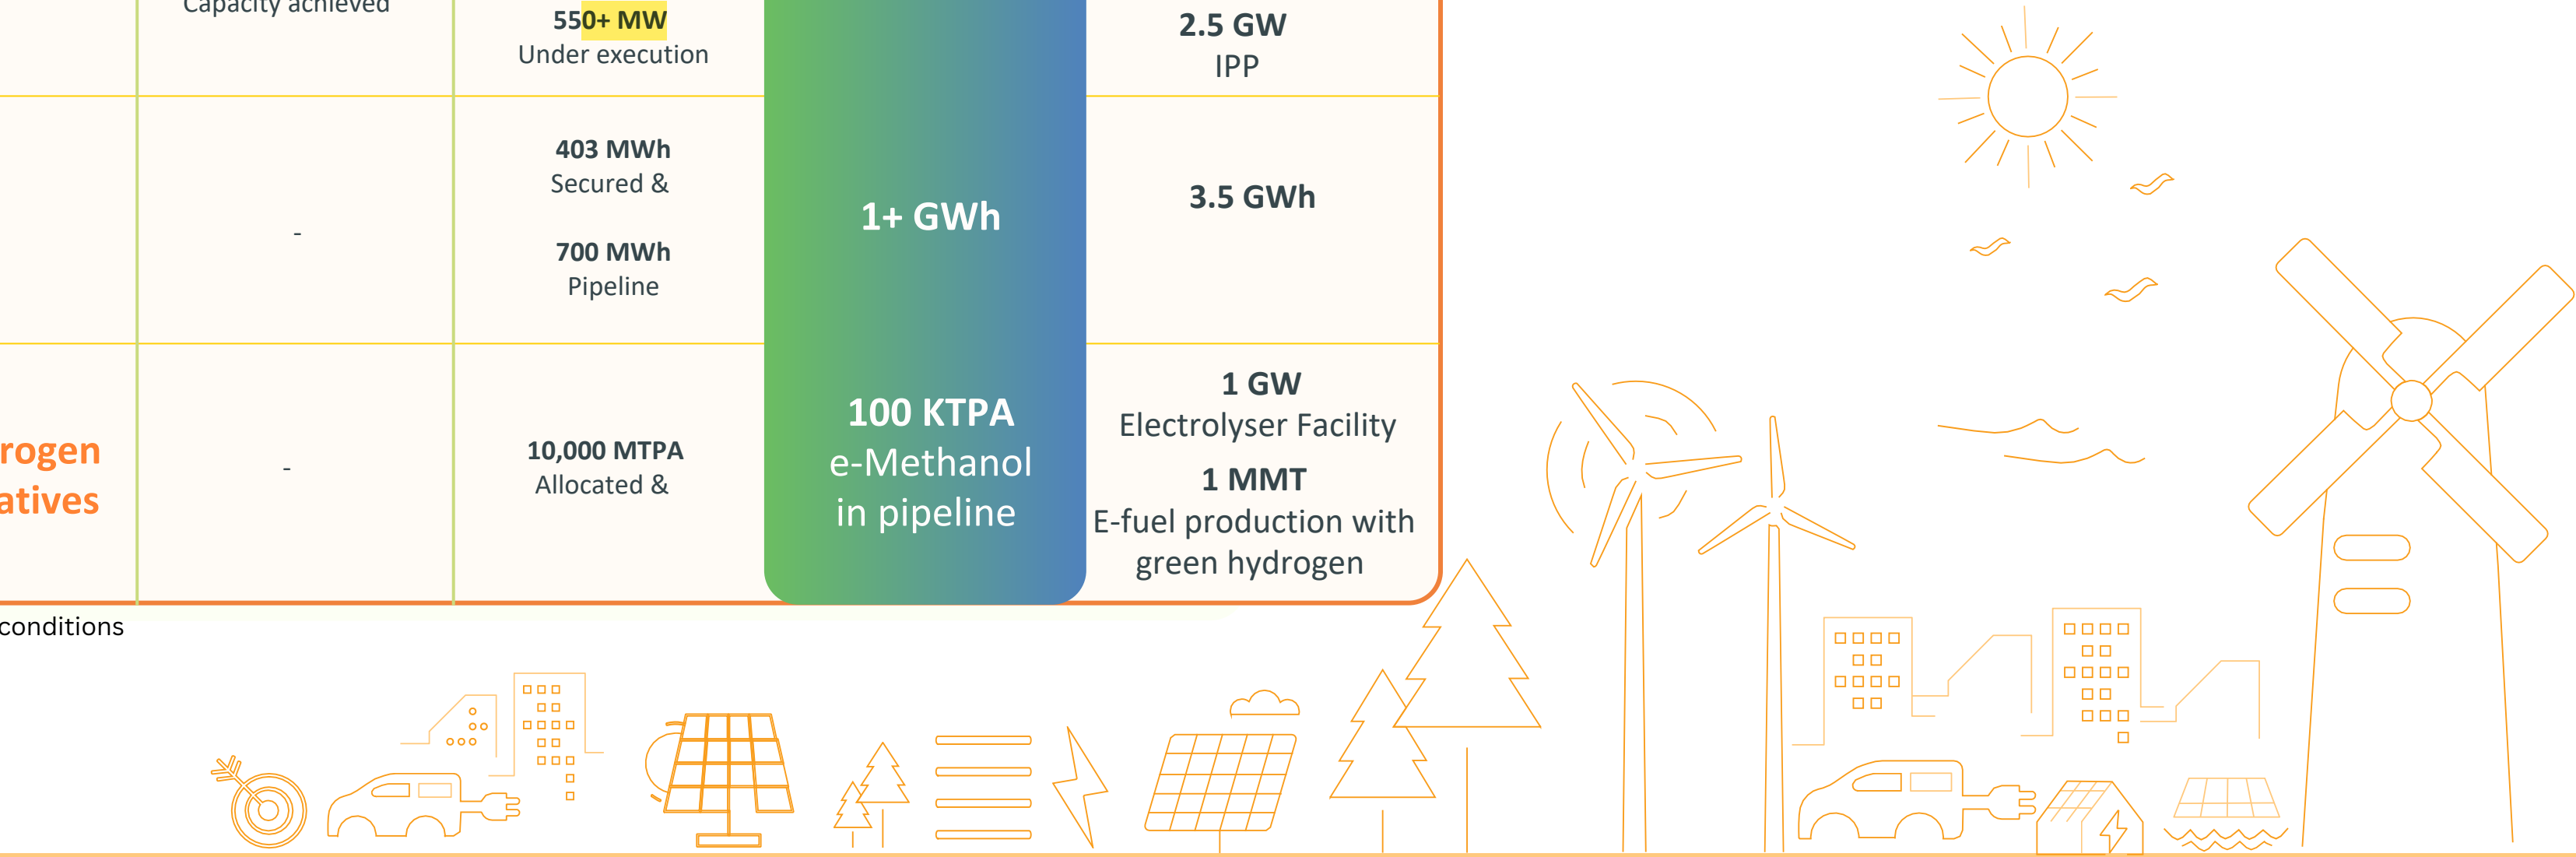 Capacity achieved
550+ MW
Under execution
2.5 GW
IPP
-
403 MWh
Secured &
700 MWh
Pipeline
1+ GWh
3.5 GWh
rogen
atives
-
10,000 MTPA
Allocated &
100 KTPA
e-Methanol
in pipeline
1 GW
Electrolyser Facility
1 MMT
E-fuel production with
green hydrogen
conditions